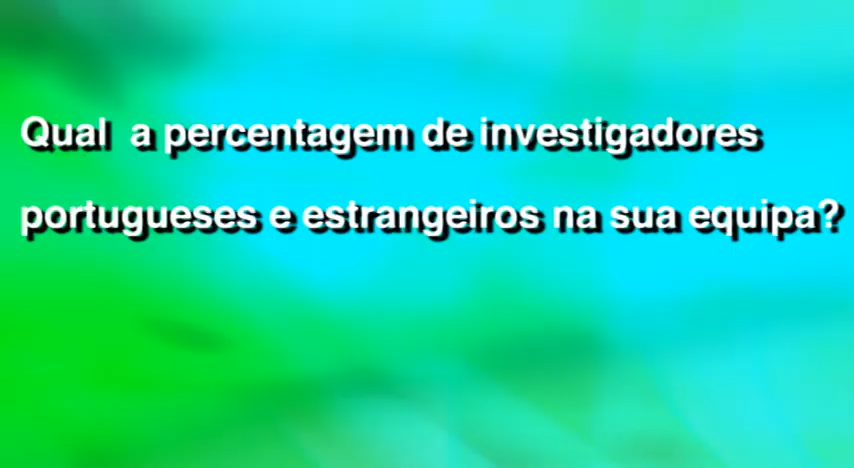 Qual  a percentagem de investigadores
portugueses e estrangeiros na sua equipa?